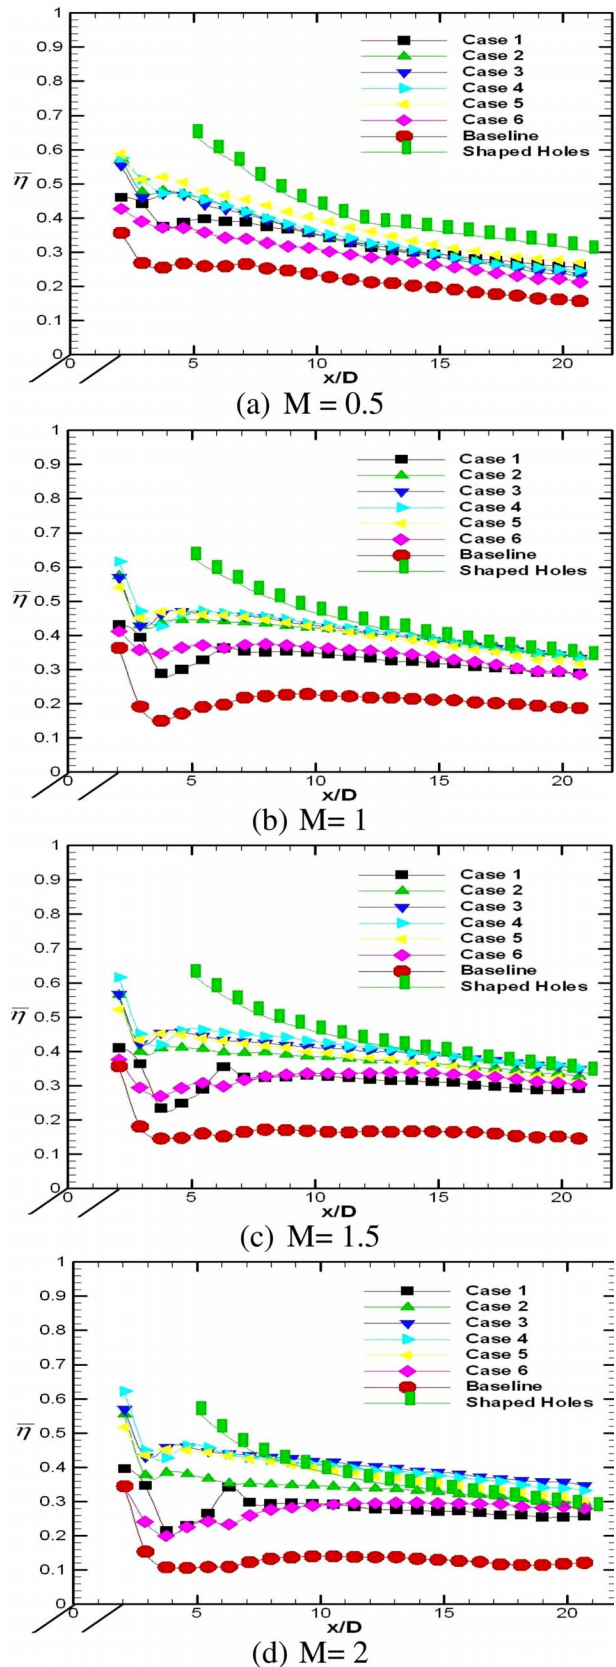 1
0.9
0.8
0.7
0.6
0.5
0.4
0.3
0.2
0.1
0
η̅
Case 1
Case 2
Case 3
Case 4
Case 5
Case 6
Baseline
Shaped Holes
0 5 10 15 20
x/D
(a) M = 0.5
1
0.9
0.8
0.7
0.6
0.5
0.4
0.3
0.2
0.1
0
η̅
Case 1
Case 2
Case 3
Case 4
Case 5
Case 6
Baseline
Shaped Holes
0 5 10 15 20
x/D
(b) M= 1
1
0.9
0.8
0.7
0.6
0.5
0.4
0.3
0.2
0.1
0
η̅
Case 1
Case 2
Case 3
Case 4
Case 5
Case 6
Baseline
Shaped Holes
0 5 10 15 20
x/D
(c) M= 1.5
1
0.9
0.8
0.7
0.6
0.5
0.4
0.3
0.2
0.1
0
η̅
Case 1
Case 2
Case 3
Case 4
Case 5
Case 6
Baseline
Shaped Holes
0 5 10 15 20
x/D
(d) M= 2